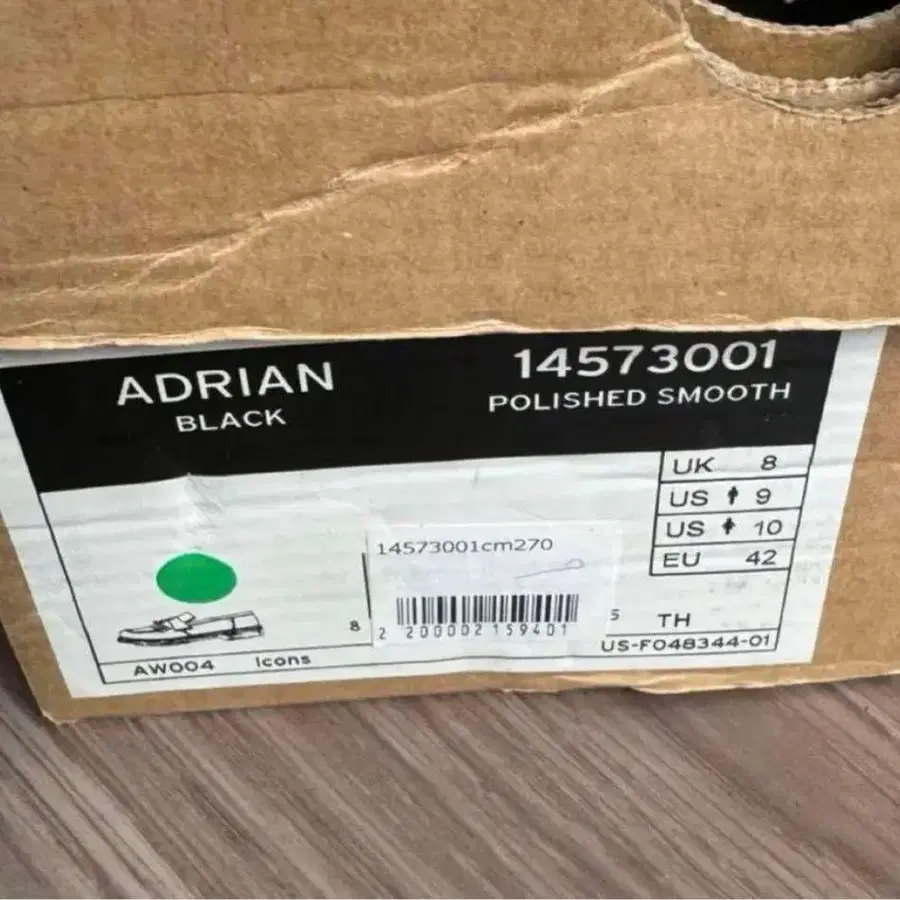 ADRIAN
BLACK
14573001
POLISHED SMOOTH
UK 8
US 9
US 10
EU 42
14573001cm270
2 200002 159401
8
5
TH
US-F048344-01
AW004 Icons